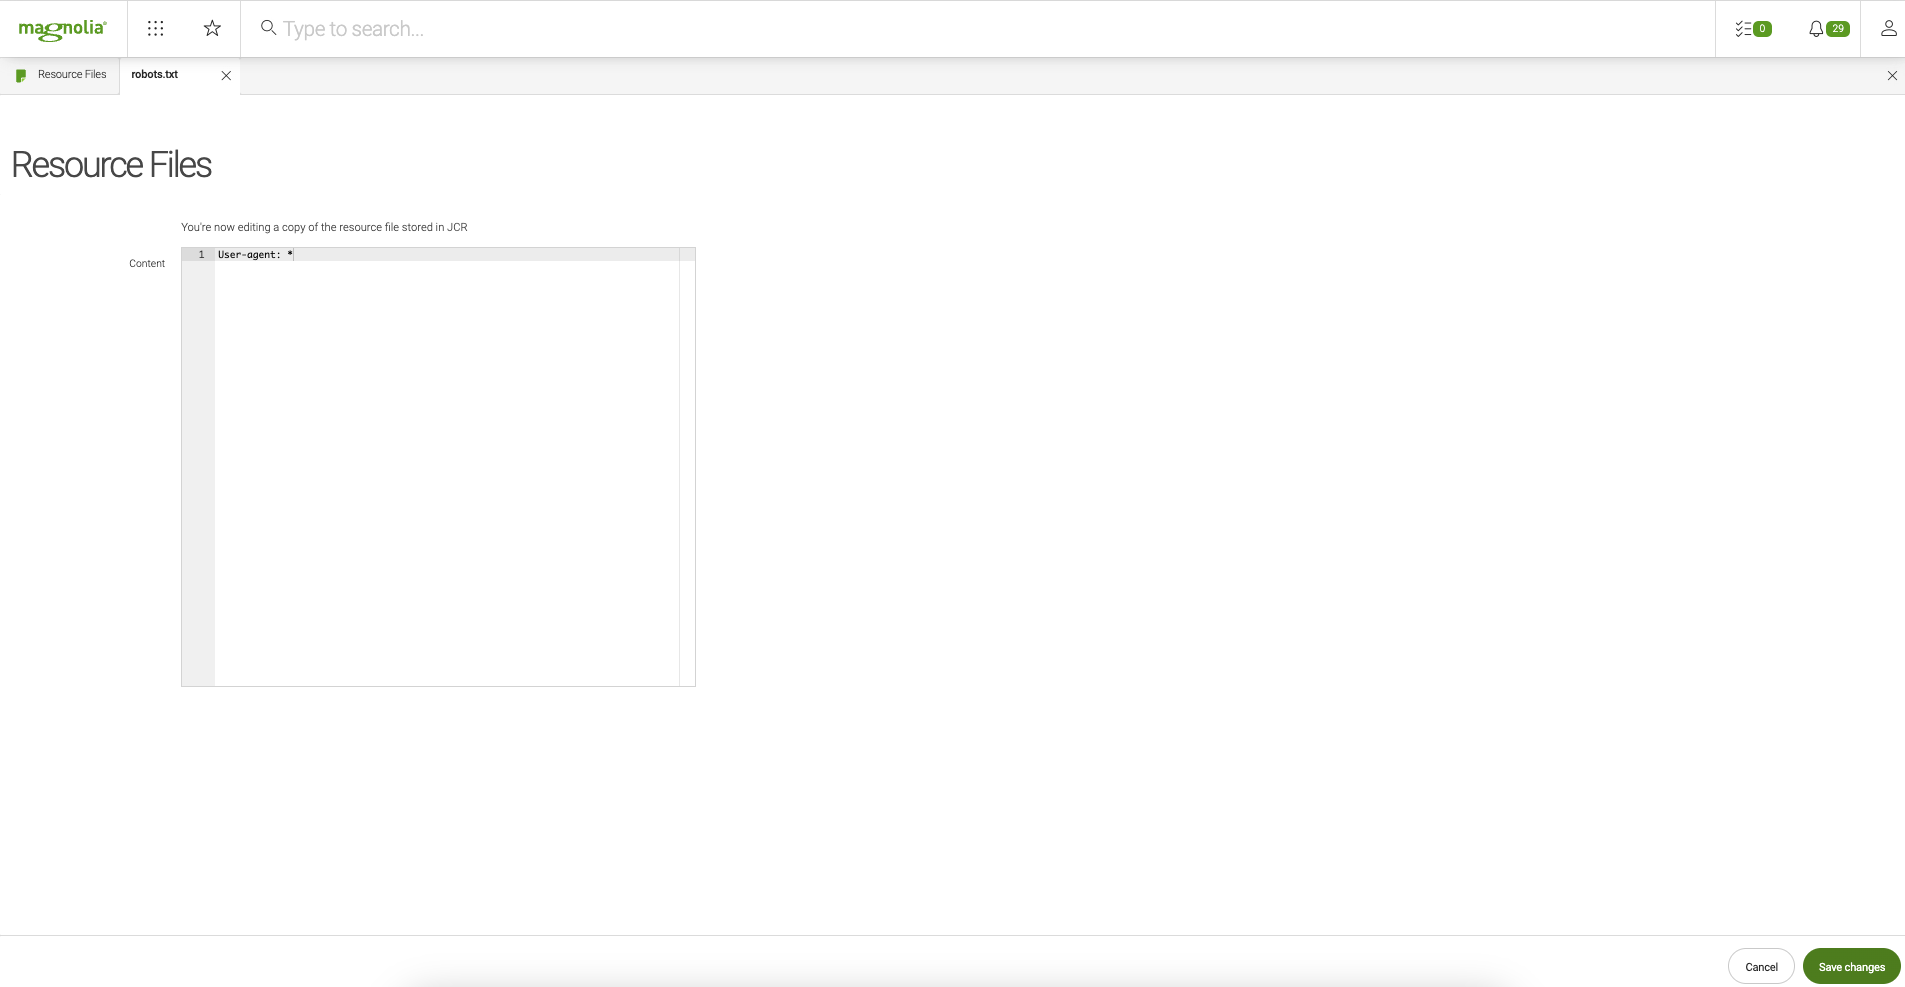 magnolia®
Type to search...
0
29
Resource Files
robots.txt
Resource Files
You're now editing a copy of the resource file stored in JCR
Content
1 User-agent: *
Cancel
Save changes